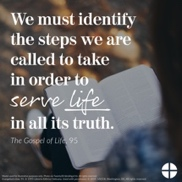 We must identify
the steps we are
called to take
in order to
serve life
in all its truth.
The Gospel of Life, 95